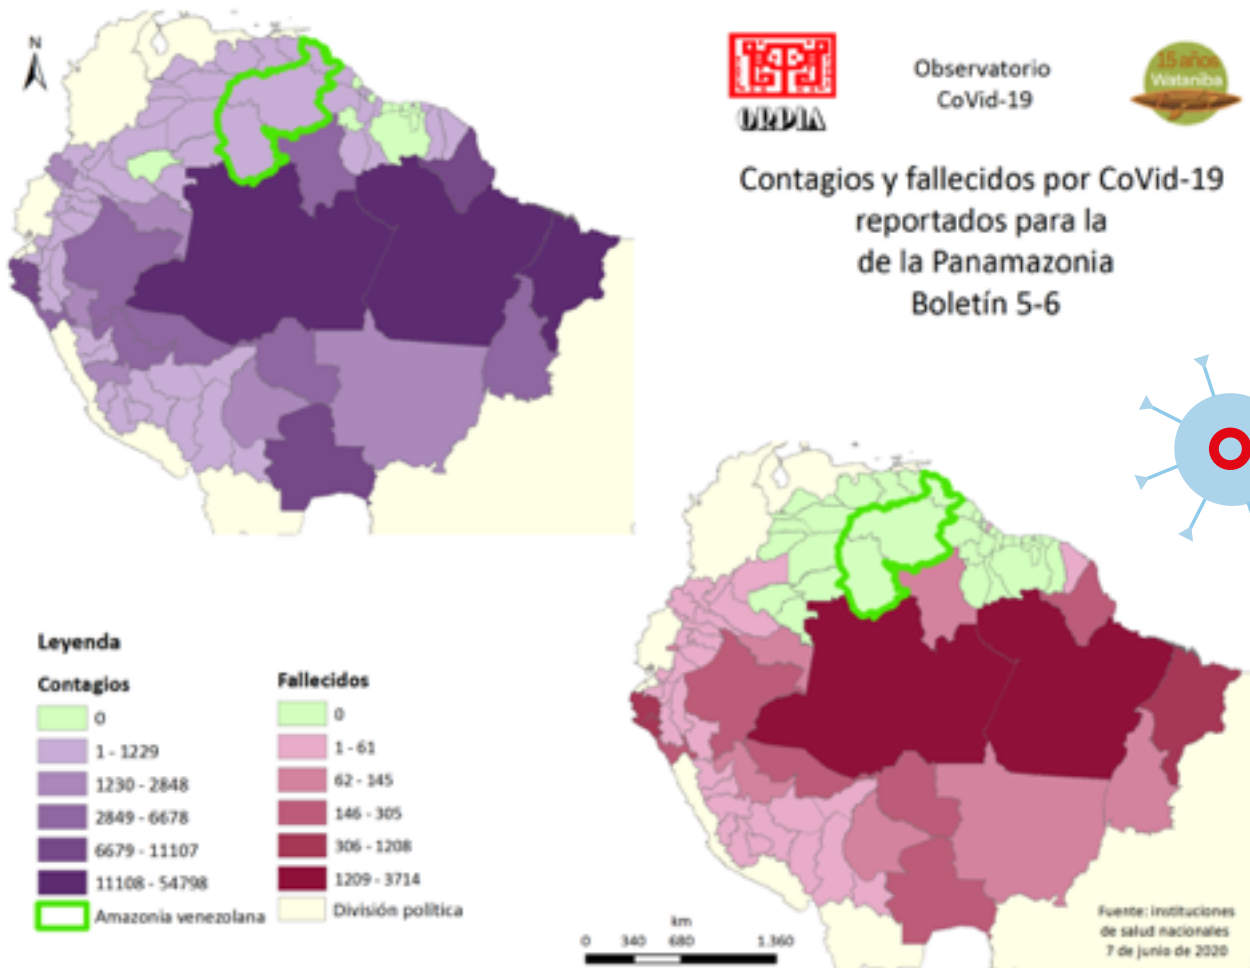 N
ORPIA
Observatorio
CoVid-19
15 años
Wataniba
Contagios y fallecidos por CoVid-19
reportados para la
de la Panamazonia
Boletín 5-6
Leyenda
Contagios
0
1 - 1229
1230 - 2848
2849 - 6678
6679 - 11107
11108 - 54798
Amazonia venezolana
Fallecidos
0
1 - 61
62 - 145
146 - 305
306 - 1208
1209 - 3714
División política
km
0 340 680 1.360
Fuente: instituciones
de salud nacionales
7 de junio de 2020